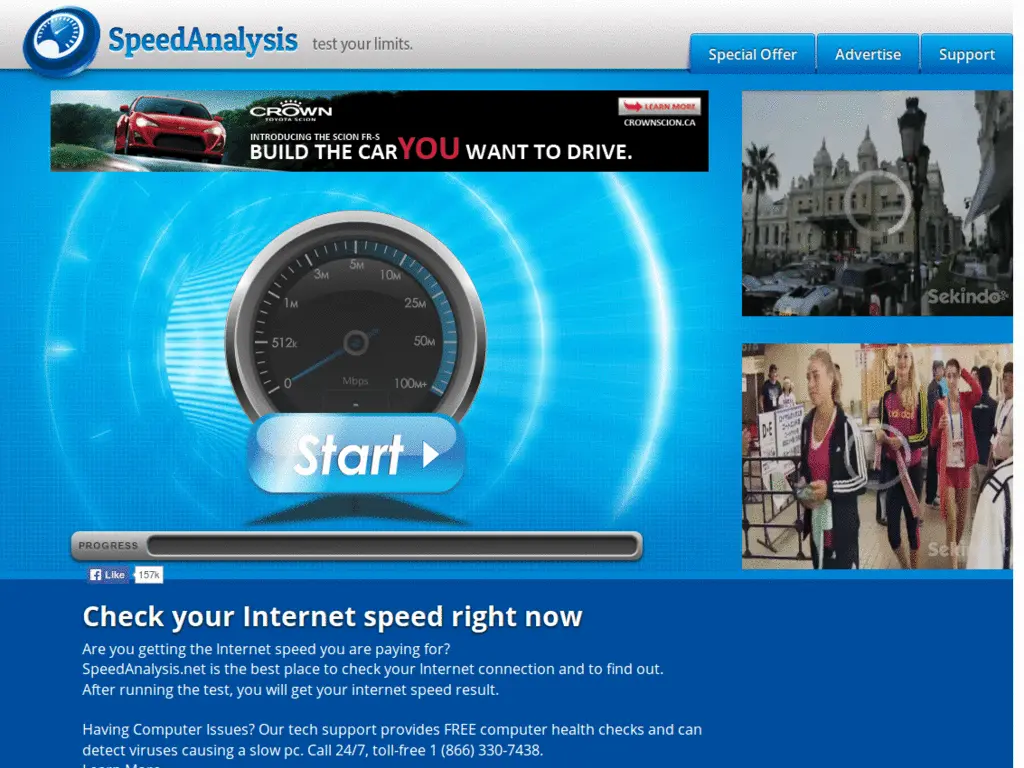 SpeedAnalysis test your limits.
Special Offer Advertise Support
CROWN
TOYOTA SCION
LEARN MORE
CROWNSCION.CA
INTRODUCING THE SCION FR-S
BUILD THE CAR YOU WANT TO DRIVE.
Sekindo
5M
3M 10M
1M 25M
512k 50M
0 Mbps 100M+
-
Start
D-E
PROGRESS
Sekin
Like 157k
Check your Internet speed right now
Are you getting the Internet speed you are paying for?
SpeedAnalysis.net is the best place to check your Internet connection and to find out.
After running the test, you will get your internet speed result.
Having Computer Issues? Our tech support provides FREE computer health checks and can
detect viruses causing a slow pc. Call 24/7, toll-free 1 (866) 330-7438.
Learn More